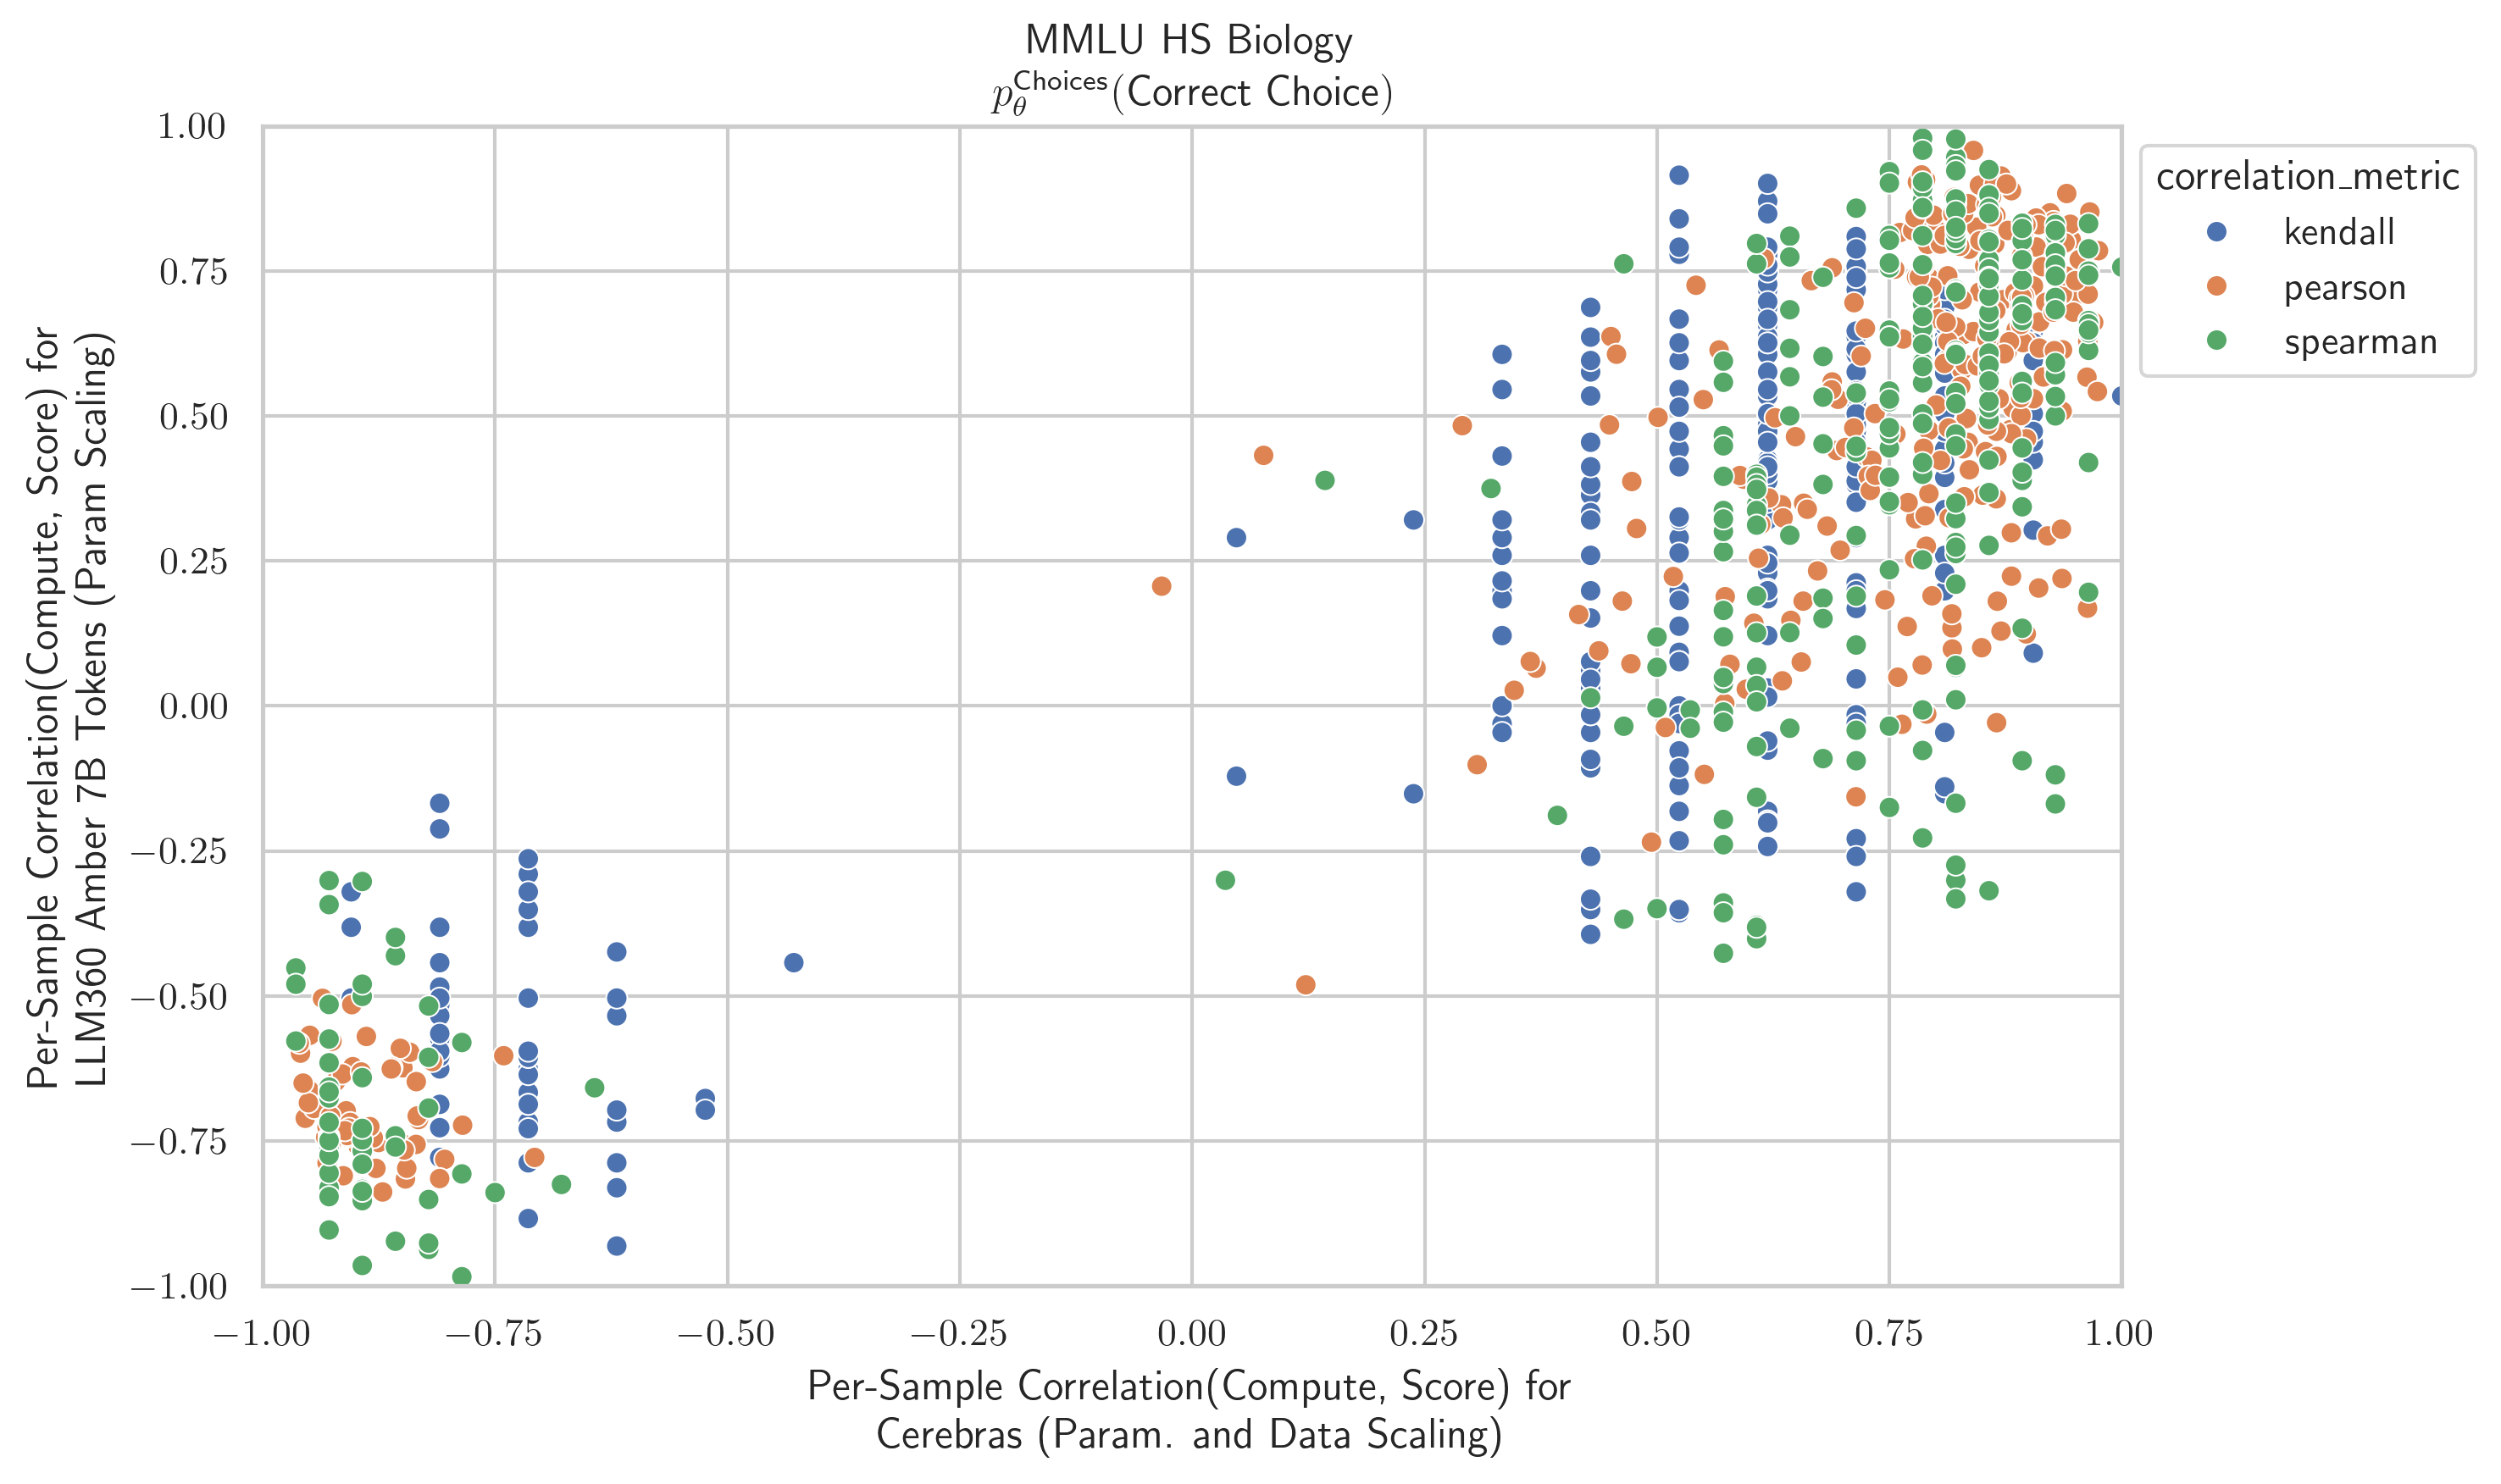 MMLU HS Biology
p_θ^Choices(Correct Choice)
1.00
0.75
0.50
0.25
0.00
−0.25
−0.50
−0.75
−1.00
Per-Sample Correlation(Compute, Score) for
LLM360 Amber 7B Tokens (Param Scaling)
−1.00 −0.75 −0.50 −0.25 0.00 0.25 0.50 0.75 1.00
Per-Sample Correlation(Compute, Score) for
Cerebras (Param. and Data Scaling)
correlation_metric
kendall
pearson
spearman